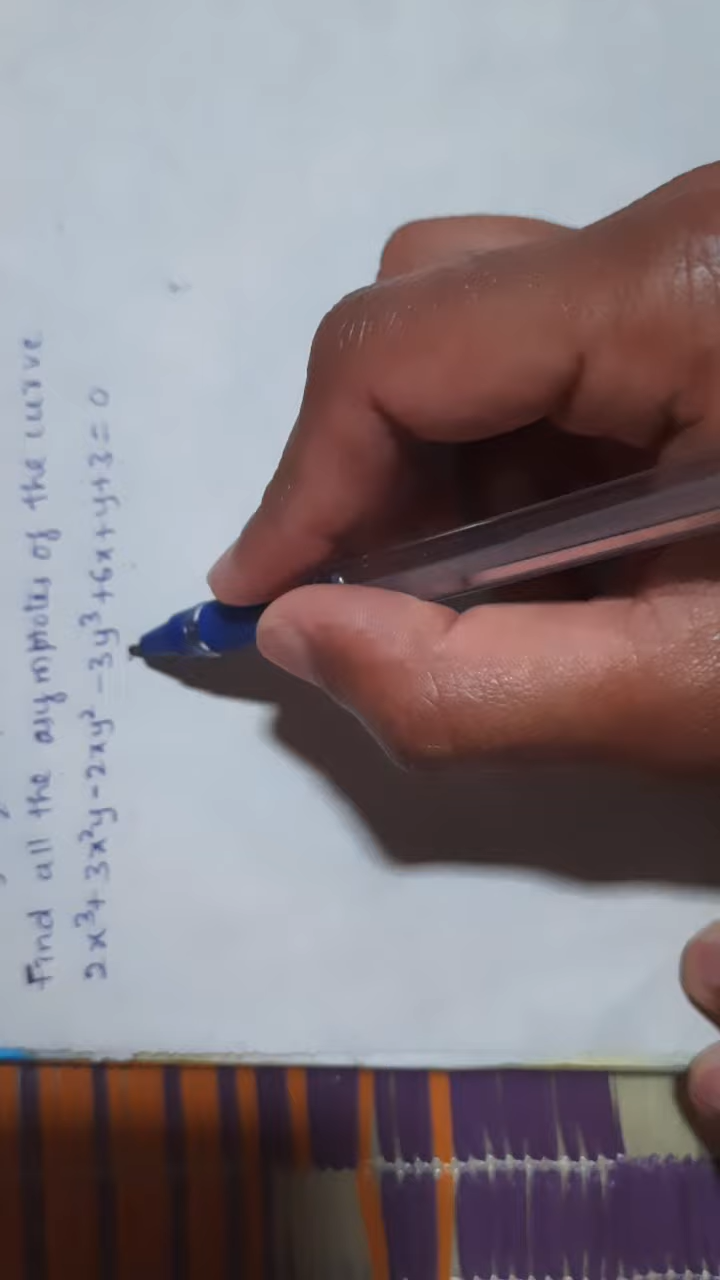 Find all the asymptotes of the curve
2x³+3x²y-2xy²-3y³+6x+y+3=0